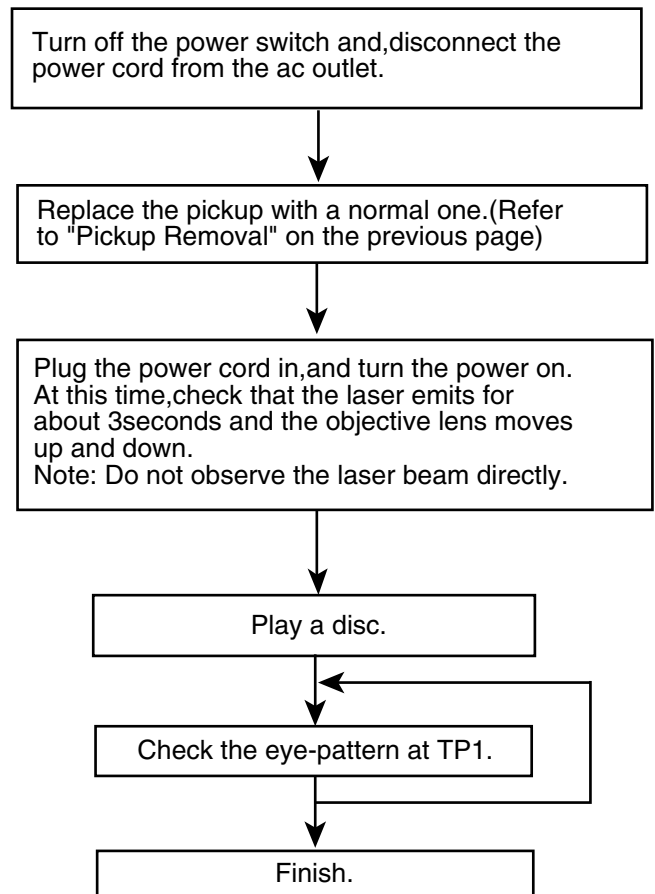 Turn off the power switch and,disconnect the
power cord from the ac outlet.
Replace the pickup with a normal one.(Refer
to "Pickup Removal" on the previous page)
Plug the power cord in,and turn the power on.
At this time,check that the laser emits for
about 3seconds and the objective lens moves
up and down.
Note: Do not observe the laser beam directly.
Play a disc.
Check the eye-pattern at TP1.
Finish.